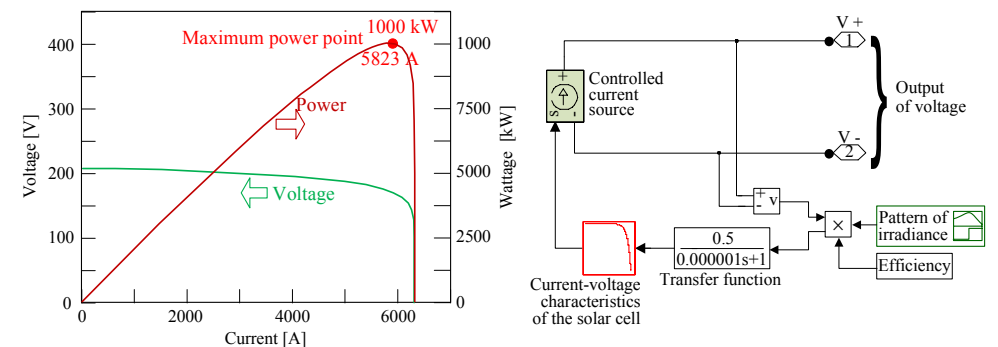 400
300
200
100
0
Voltage [V]
0
2000
4000
6000
Current [A]
1000
7500
5000
2500
0
Wattage [kW]
1000 kW
Maximum power point
5823 A
Power
Voltage
V +
1
+
-
s
Controlled
current
source
Output
of voltage
V -
2
+
-
v
Pattern of
irradiance
×
0.5
0.000001s+1
Efficiency
Transfer function
Current-voltage
characteristics
of the solar cell